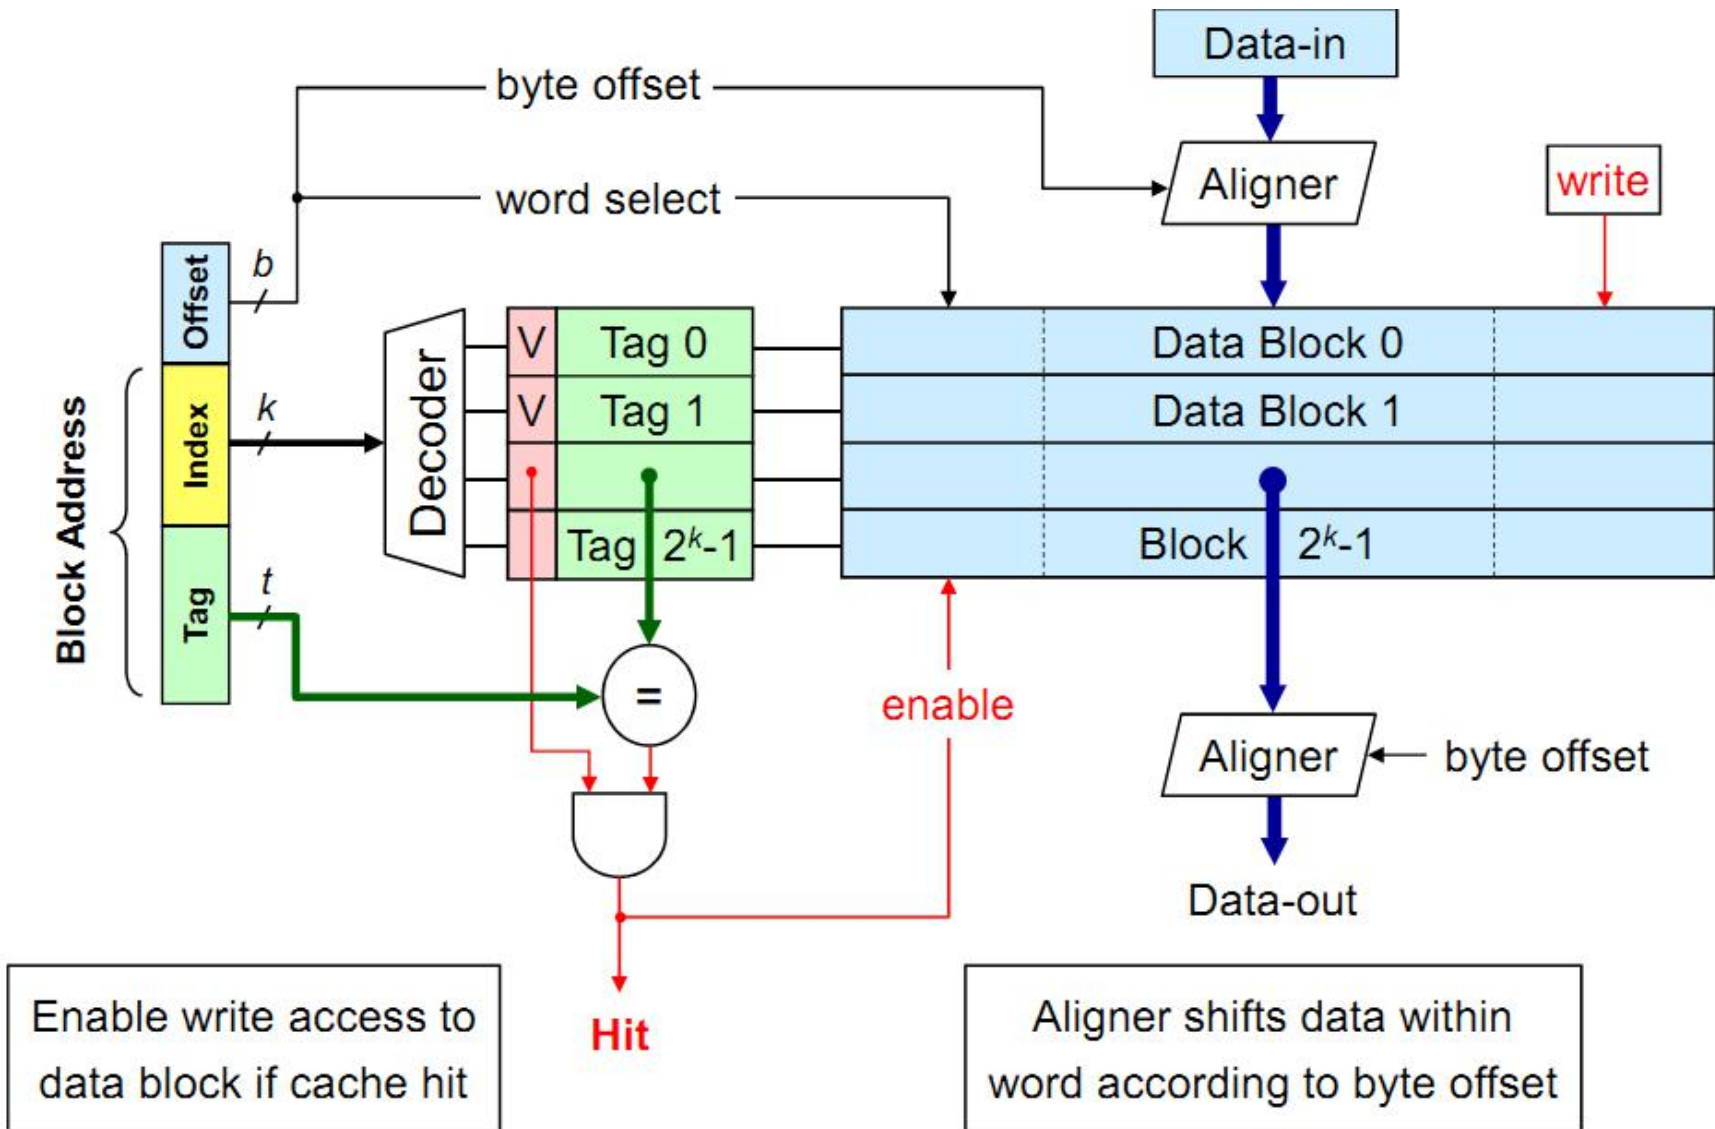 Data-in
byte offset
Aligner
write
word select
Offset
b
V
Tag 0
Data Block 0
Decoder
V
Tag 1
Data Block 1
Block Address
Index
k
Tag 2ᵏ-1
Block 2ᵏ-1
Tag
t
=
enable
Aligner
byte offset
Data-out
Hit
Enable write access to
data block if cache hit
Aligner shifts data within
word according to byte offset